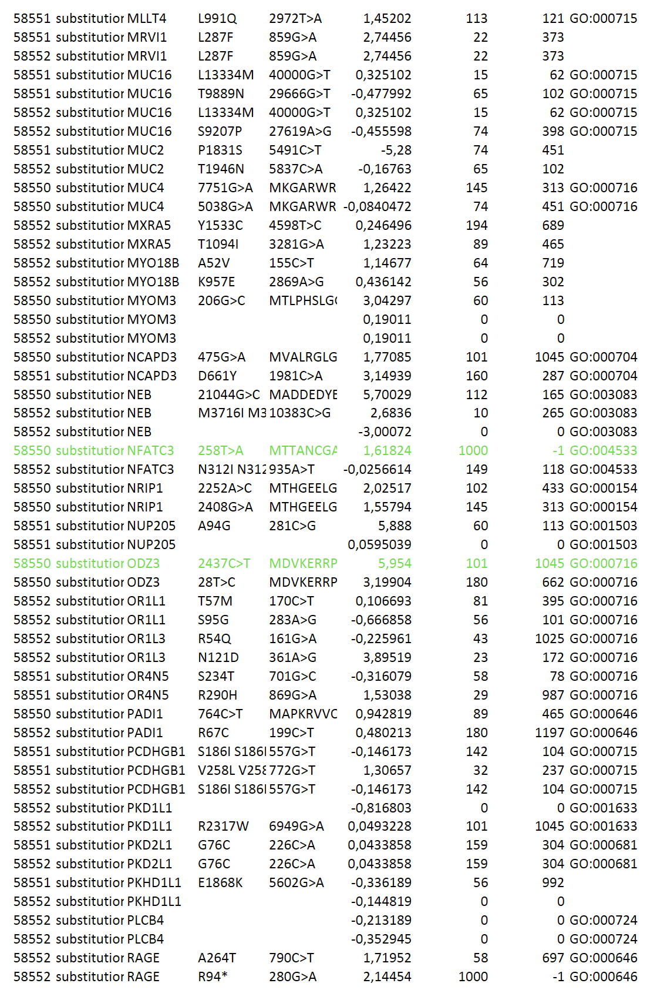 58551 substitutior MLLT4 L991Q 2972T>A 1,45202 113 121 GO:000715
58551 substitutior MRVI1 L287F 859G>A 2,74456 22 373
58552 substitutior MRVI1 L287F 859G>A 2,74456 22 373
58551 substitutior MUC16 L13334M 40000G>T 0,325102 15 62 GO:000715
58551 substitutior MUC16 T9889N 29666G>T -0,477992 65 102 GO:000715
58552 substitutior MUC16 L13334M 40000G>T 0,325102 15 62 GO:000715
58552 substitutior MUC16 S9207P 27619A>G -0,455598 74 398 GO:000715
58551 substitutior MUC2 P1831S 5491C>T -5,28 74 451
58552 substitutior MUC2 T1946N 5837C>A -0,16763 65 102
58550 substitutior MUC4 7751G>A MKGARWR 1,26422 145 313 GO:000716
58550 substitutior MUC4 5038G>A MKGARWR -0,0840472 74 451 GO:000716
58552 substitutior MXRA5 Y1533C 4598T>C 0,246496 194 689
58552 substitutior MXRA5 T1094I 3281G>A 1,23223 89 465
58552 substitutior MYO18B A52V 155C>T 1,14677 64 719
58552 substitutior MYO18B K957E 2869A>G 0,436142 56 302
58550 substitutior MYOM3 206G>C MTLPHSLG( 3,04297 60 113
58550 substitutior MYOM3 0,19011 0 0
58552 substitutior MYOM3 0,19011 0 0
58550 substitutior NCAPD3 475G>A MVALRGLG 1,77085 101 1045 GO:000704
58551 substitutior NCAPD3 D661Y 1981C>A 3,14939 160 287 GO:000704
58550 substitutior NEB 21044G>C MADDEDYE 5,70029 112 165 GO:003083
58552 substitutior NEB M3716I M3 10383C>G 2,6836 10 265 GO:003083
58552 substitutior NEB -3,00072 0 0 GO:003083
58550 substitutior NFATC3 258T>A MTTANCGA 1,61824 1000 -1 GO:004533
58552 substitutior NFATC3 N312I N312 935A>T -0,0256614 149 118 GO:004533
58550 substitutior NRIP1 2252A>C MTHGEELG 2,02517 102 433 GO:000154
58550 substitutior NRIP1 2408G>A MTHGEELG 1,55794 145 313 GO:000154
58551 substitutior NUP205 A94G 281C>G 5,888 60 113 GO:001503
58551 substitutior NUP205 0,0595039 0 0 GO:001503
58550 substitutior ODZ3 2437C>T MDVKERRP 5,954 101 1045 GO:000716
58550 substitutior ODZ3 28T>C MDVKERRP 3,19904 180 662 GO:000716
58552 substitutior OR1L1 T57M 170C>T 0,106693 81 395 GO:000716
58552 substitutior OR1L1 S95G 283A>G -0,666858 56 101 GO:000716
58552 substitutior OR1L3 R54Q 161G>A -0,225961 43 1025 GO:000716
58552 substitutior OR1L3 N121D 361A>G 3,89519 23 172 GO:000716
58551 substitutior OR4N5 S234T 701G>C -0,316079 58 78 GO:000716
58551 substitutior OR4N5 R290H 869G>A 1,53038 29 987 GO:000716
58550 substitutior PADI1 764C>T MAPKRVVC 0,942819 89 465 GO:000646
58552 substitutior PADI1 R67C 199C>T 0,480213 180 1197 GO:000646
58551 substitutior PCDHGB1 S186I S186I 557G>T -0,146173 142 104 GO:000715
58551 substitutior PCDHGB1 V258L V258 772G>T 1,30657 32 237 GO:000715
58552 substitutior PCDHGB1 S186I S186I 557G>T -0,146173 142 104 GO:000715
58552 substitutior PKD1L1 -0,816803 0 0 GO:001633
58552 substitutior PKD1L1 R2317W 6949G>A 0,0493228 101 1045 GO:001633
58551 substitutior PKD2L1 G76C 226C>A 0,0433858 159 304 GO:000681
58552 substitutior PKD2L1 G76C 226C>A 0,0433858 159 304 GO:000681
58551 substitutior PKHD1L1 E1868K 5602G>A -0,336189 56 992
58552 substitutior PKHD1L1 -0,144819 0 0
58552 substitutior PLCB4 -0,213189 0 0 GO:000724
58552 substitutior PLCB4 -0,352945 0 0 GO:000724
58552 substitutior RAGE A264T 790C>T 1,71952 58 697 GO:000646
58552 substitutior RAGE R94* 280G>A 2,14454 1000 -1 GO:000646